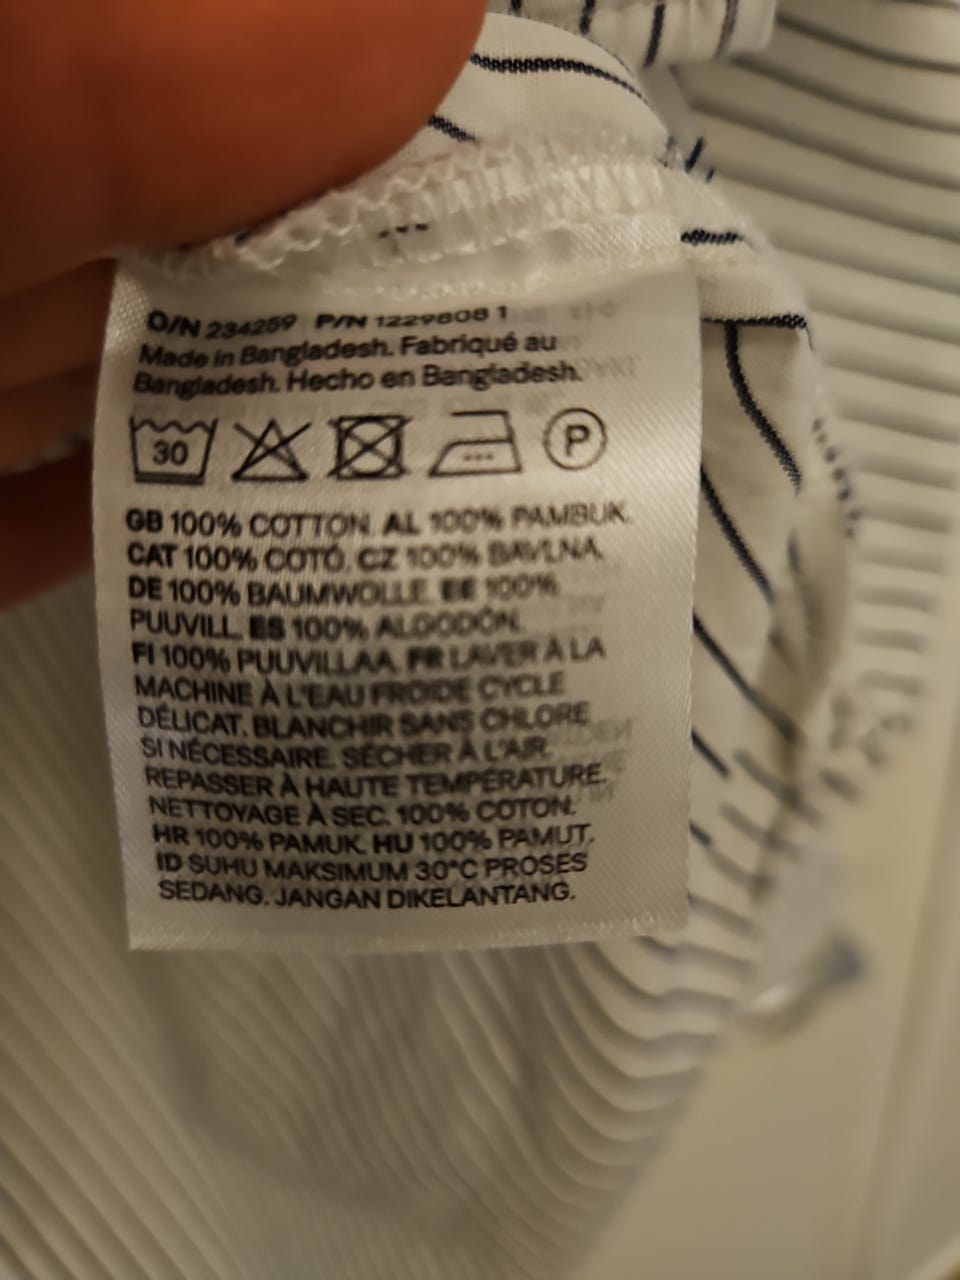 O/N 234259 P/N 1229808 1
Made in Bangladesh. Fabriqué au
Bangladesh. Hecho en Bangladesh.
30 P
GB 100% COTTON. AL 100% PAMBUK.
CAT 100% COTÓ. CZ 100% BAVLNA.
DE 100% BAUMWOLLE. EE 100%
PUUVILL. ES 100% ALGODÓN.
FI 100% PUUVILLAA. FR LAVER À LA
MACHINE À L'EAU FROIDE CYCLE
DÉLICAT. BLANCHIR SANS CHLORE
SI NÉCESSAIRE. SÉCHER À L'AIR.
REPASSER À HAUTE TEMPÉRATURE.
NETTOYAGE À SEC. 100% COTON.
HR 100% PAMUK. HU 100% PAMUT.
ID SUHU MAKSIMUM 30°C PROSES
SEDANG. JANGAN DIKELANTANG.